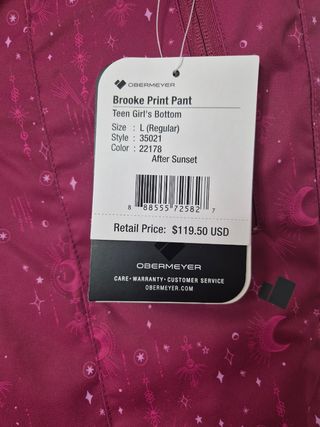 OBERMEYER
Brooke Print Pant
Teen Girl's Bottom
Size : L (Regular)
Style : 35021
Color : 22178
After Sunset
8 88555 72582 7
Retail Price: $119.50 USD
OBERMEYER
CARE • WARRANTY • CUSTOMER SERVICE
OBERMEYER.COM